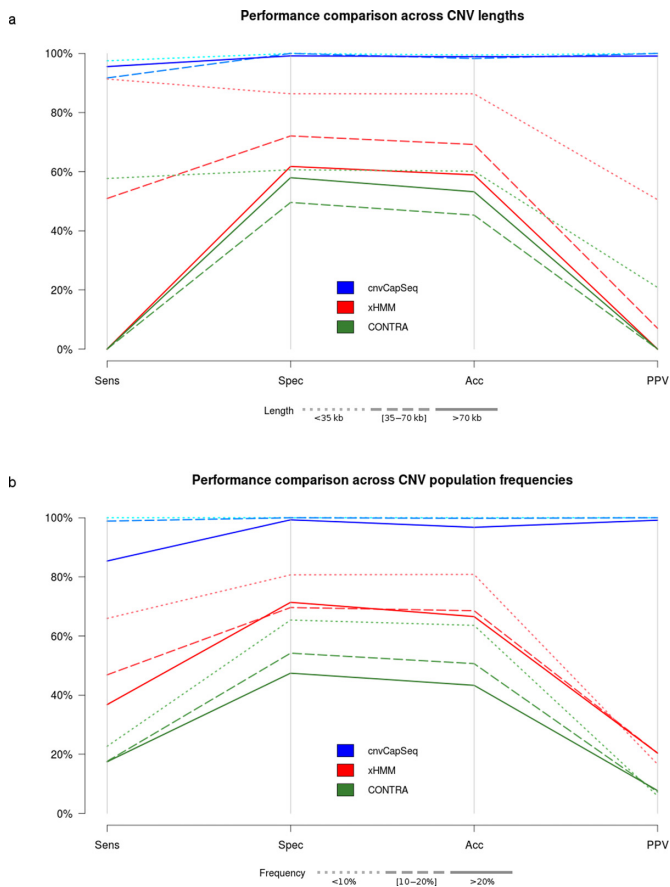 a
Performance comparison across CNV lengths
100%
80%
60%
40%
20%
0%
cnvCapSeq
xHMM
CONTRA
Sens Spec Acc PPV
Length
<35 kb [35−70 kb] >70 kb
b
Performance comparison across CNV population frequencies
100%
80%
60%
40%
20%
0%
cnvCapSeq
xHMM
CONTRA
Sens Spec Acc PPV
Frequency
<10% [10−20%] >20%